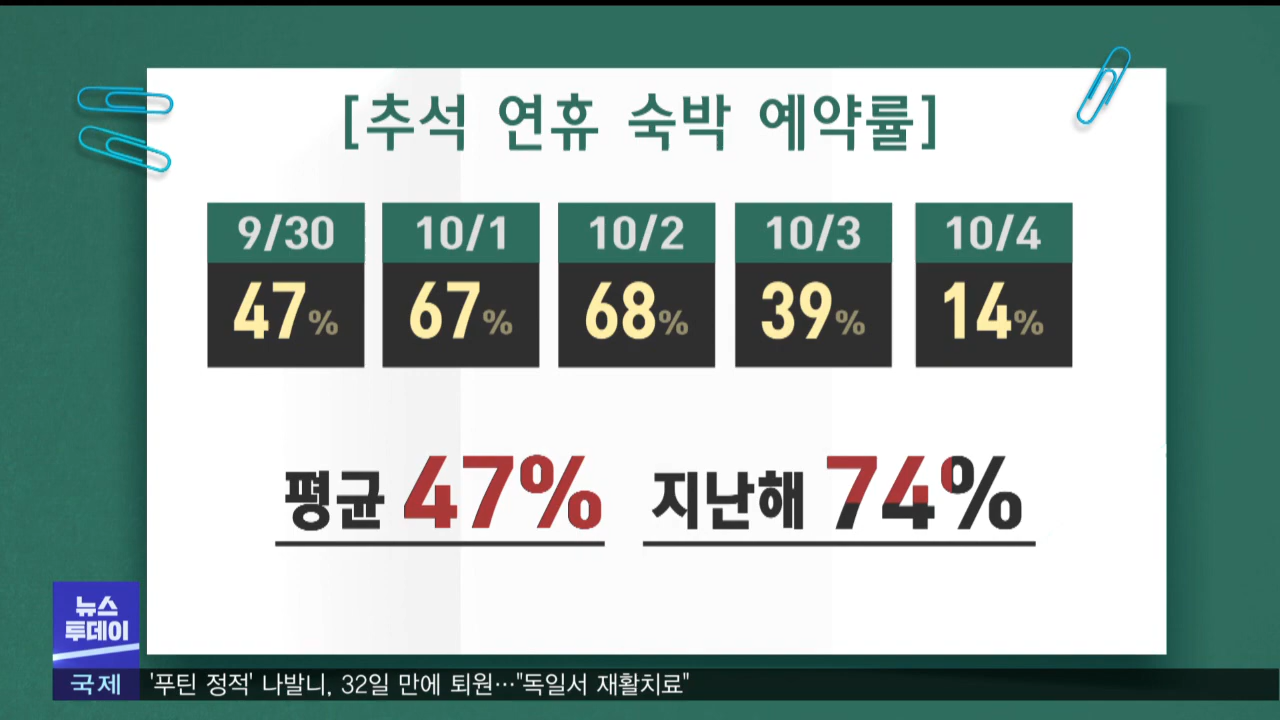 [추석 연휴 숙박 예약률]
9/30 10/1 10/2 10/3 10/4
47% 67% 68% 39% 14%
평균 47% 지난해 74%
뉴스
투데이
국제 '푸틴 정적' 나발니, 32일 만에 퇴원…"독일서 재활치료"